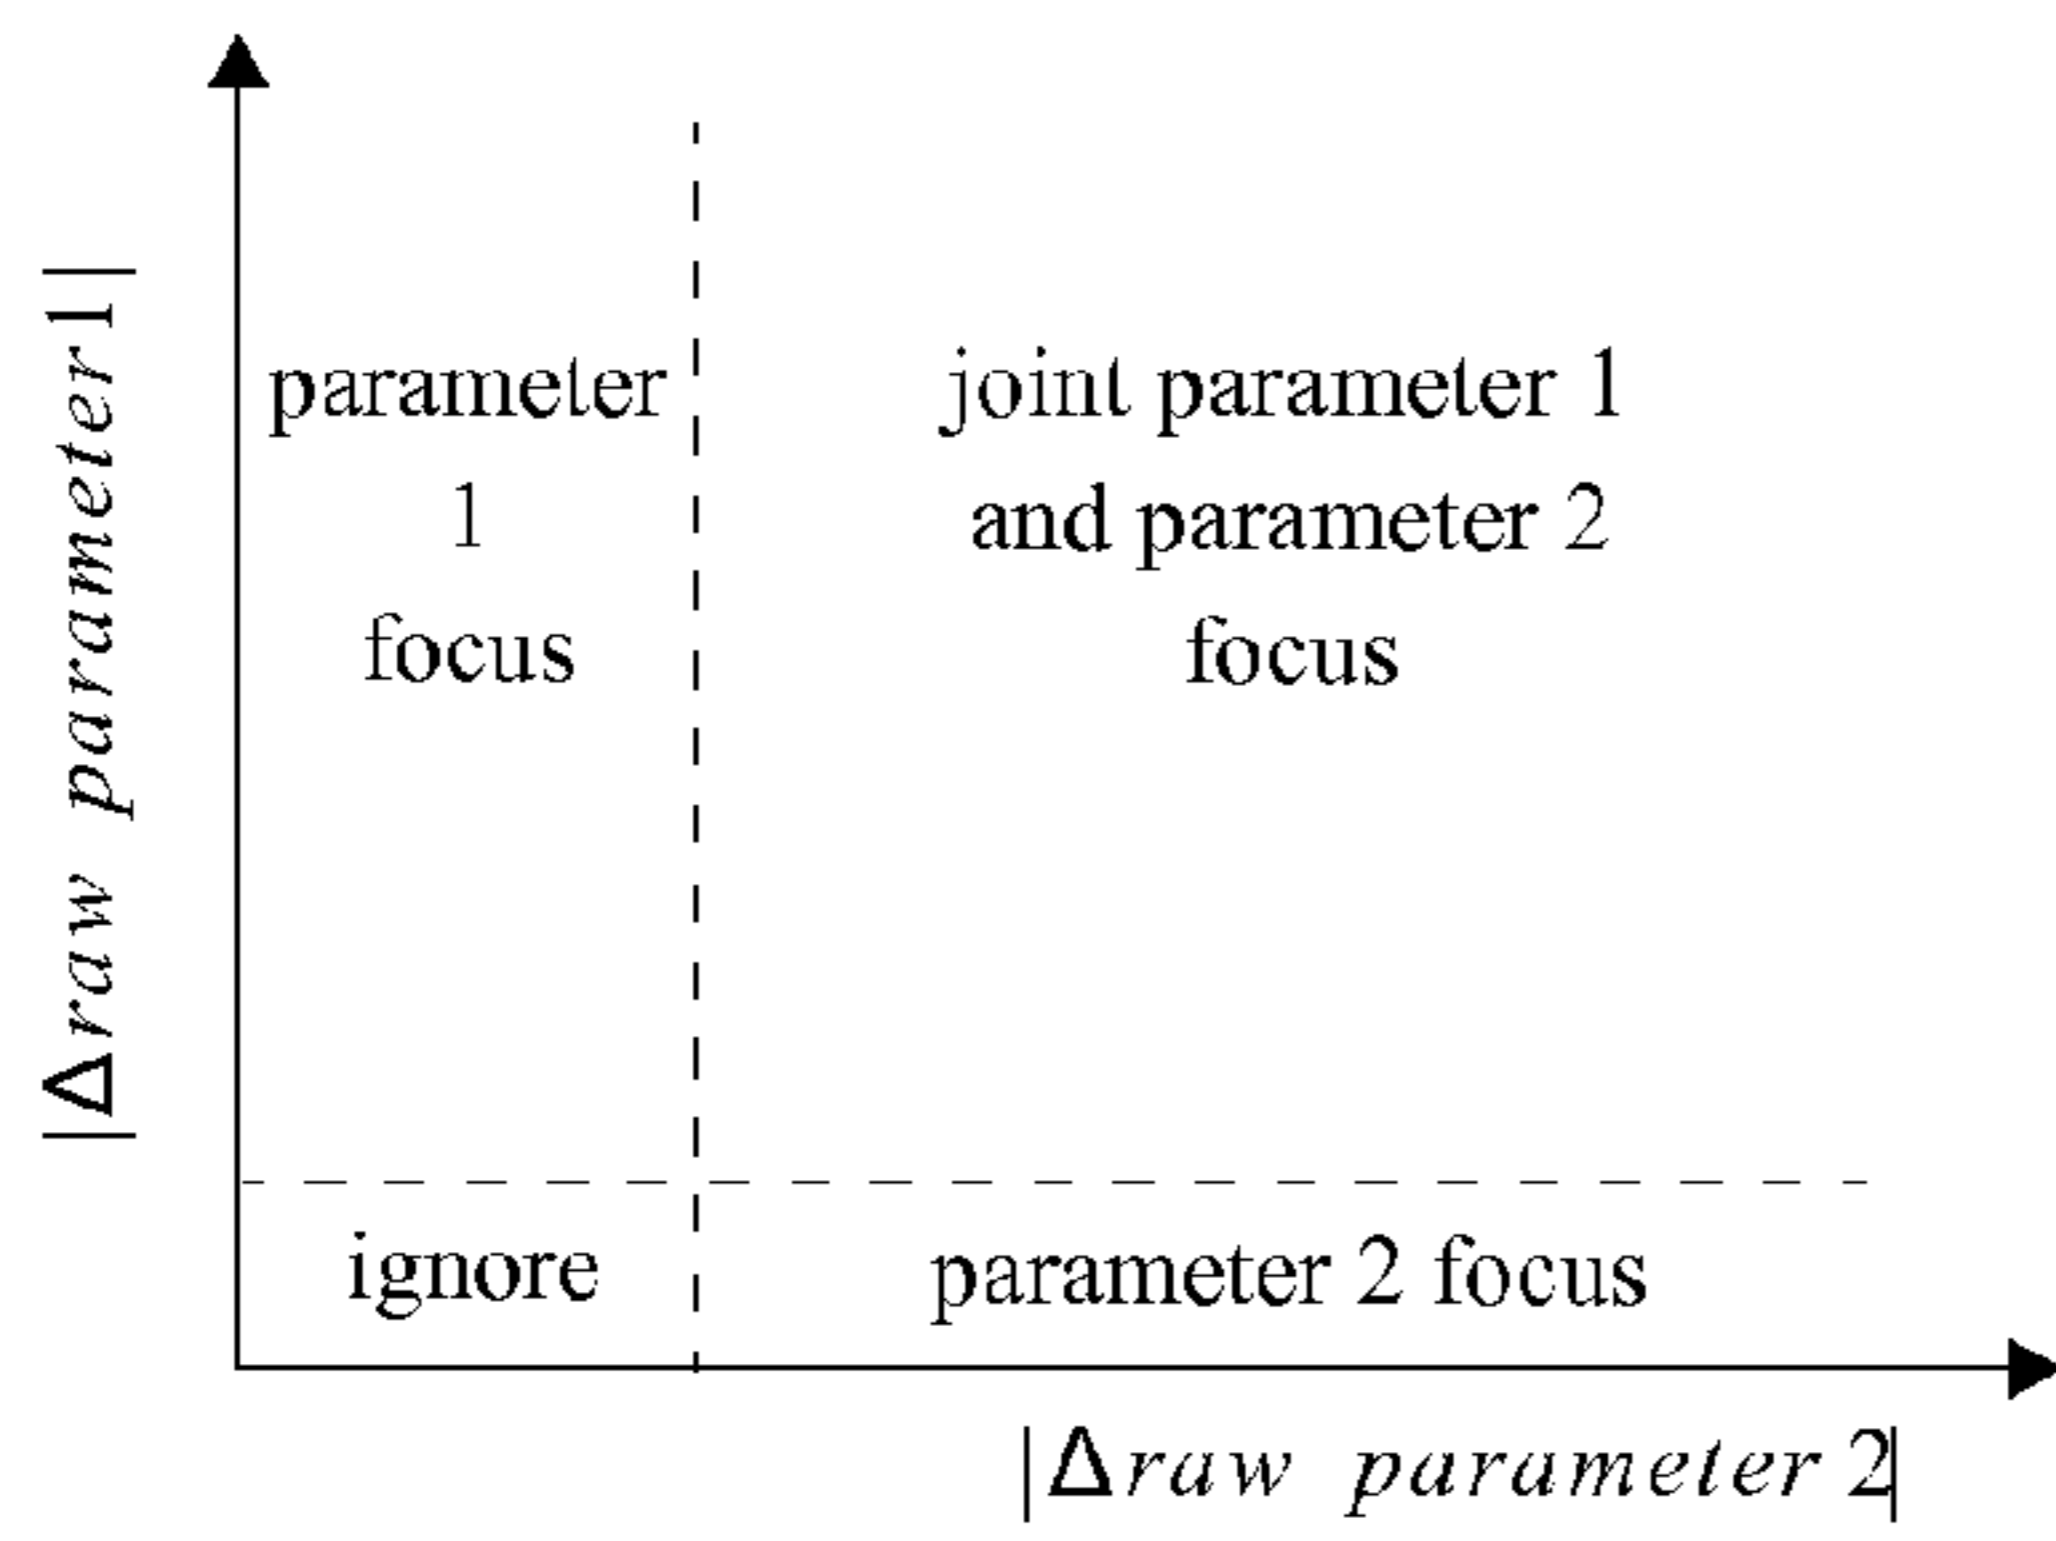 |Δraw parameter1|
parameter
1
focus
joint parameter 1
and parameter 2
focus
ignore
parameter 2 focus
|Δraw parameter 2|